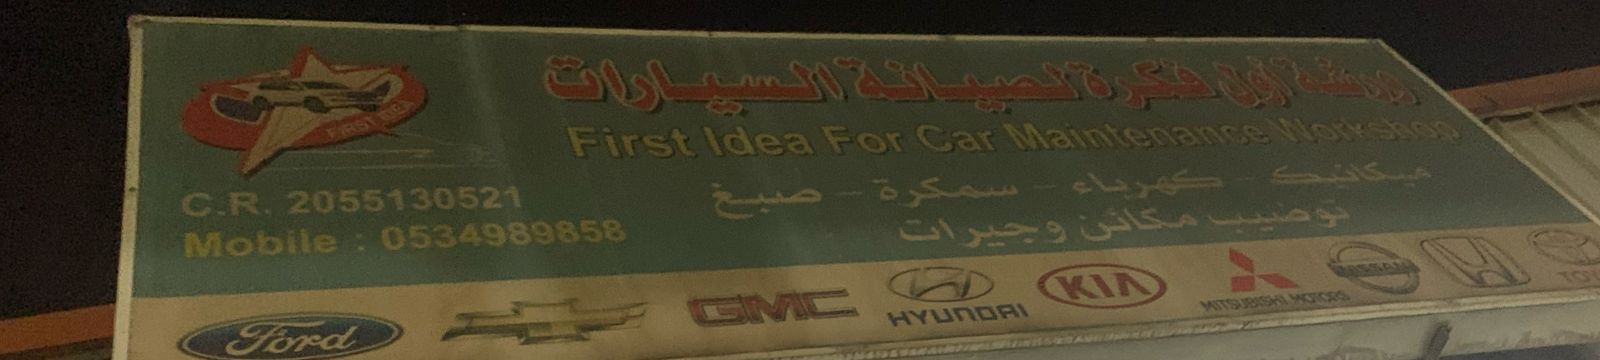 ورشة أول فكرة لصيانة السيارات
First Idea For Car Maintenance Workshop
FIRST IDEA
ميكانيك - كهرباء - سمكرة - صبغ
توضيب مكائن وجيرات
C.R. 2055130521
Mobile : 0534989858
Ford
GMC
HYUNDAI
KIA
MITSUBISHI MOTORS
NISSAN